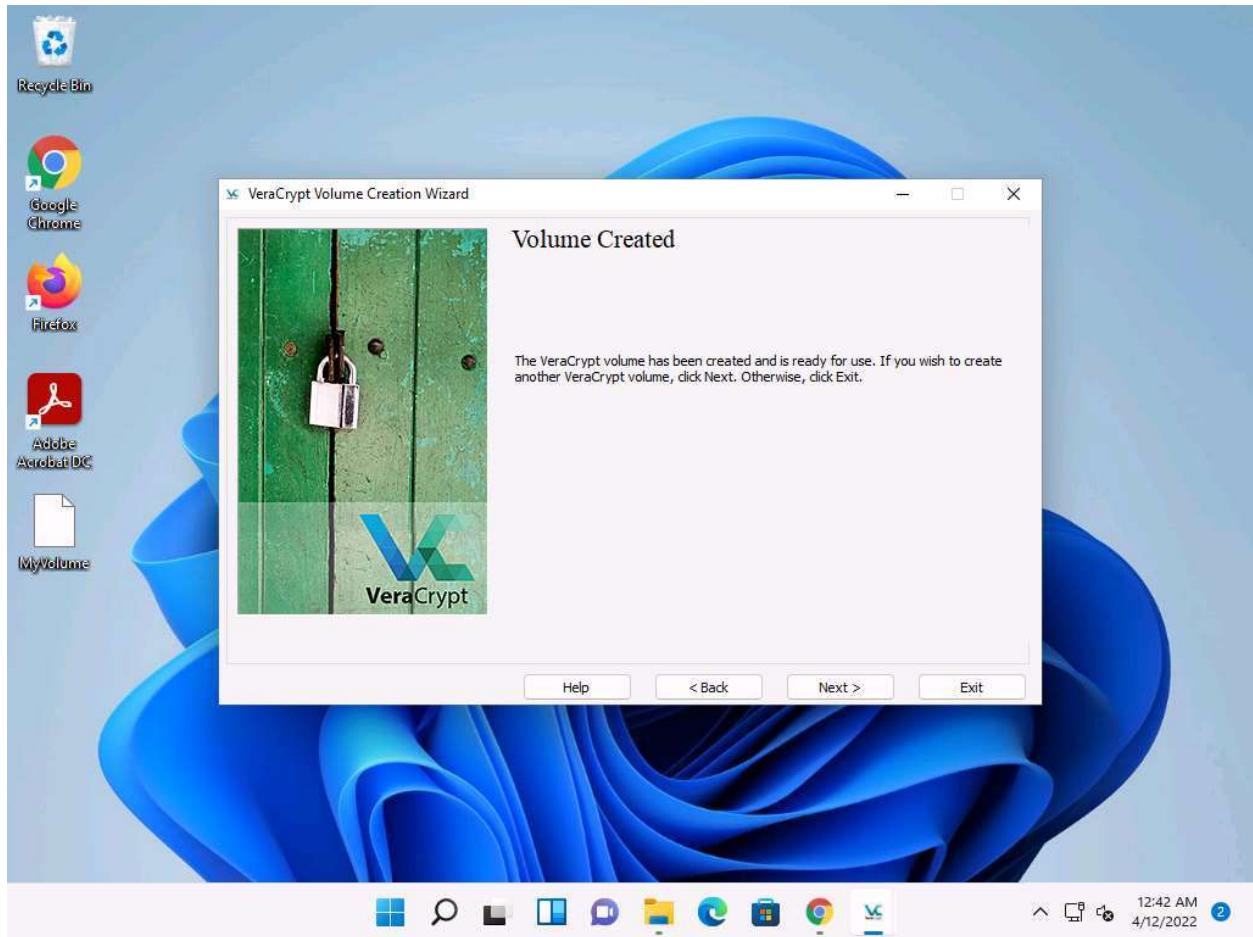 Recycle Bin
Google
Chrome
Firefox
Adobe
Acrobat DC
MyVolume
VeraCrypt Volume Creation Wizard
Volume Created
The VeraCrypt volume has been created and is ready for use. If you wish to create
another VeraCrypt volume, click Next. Otherwise, click Exit.
VeraCrypt
Help
< Back
Next >
Exit
12:42 AM
4/12/2022
2